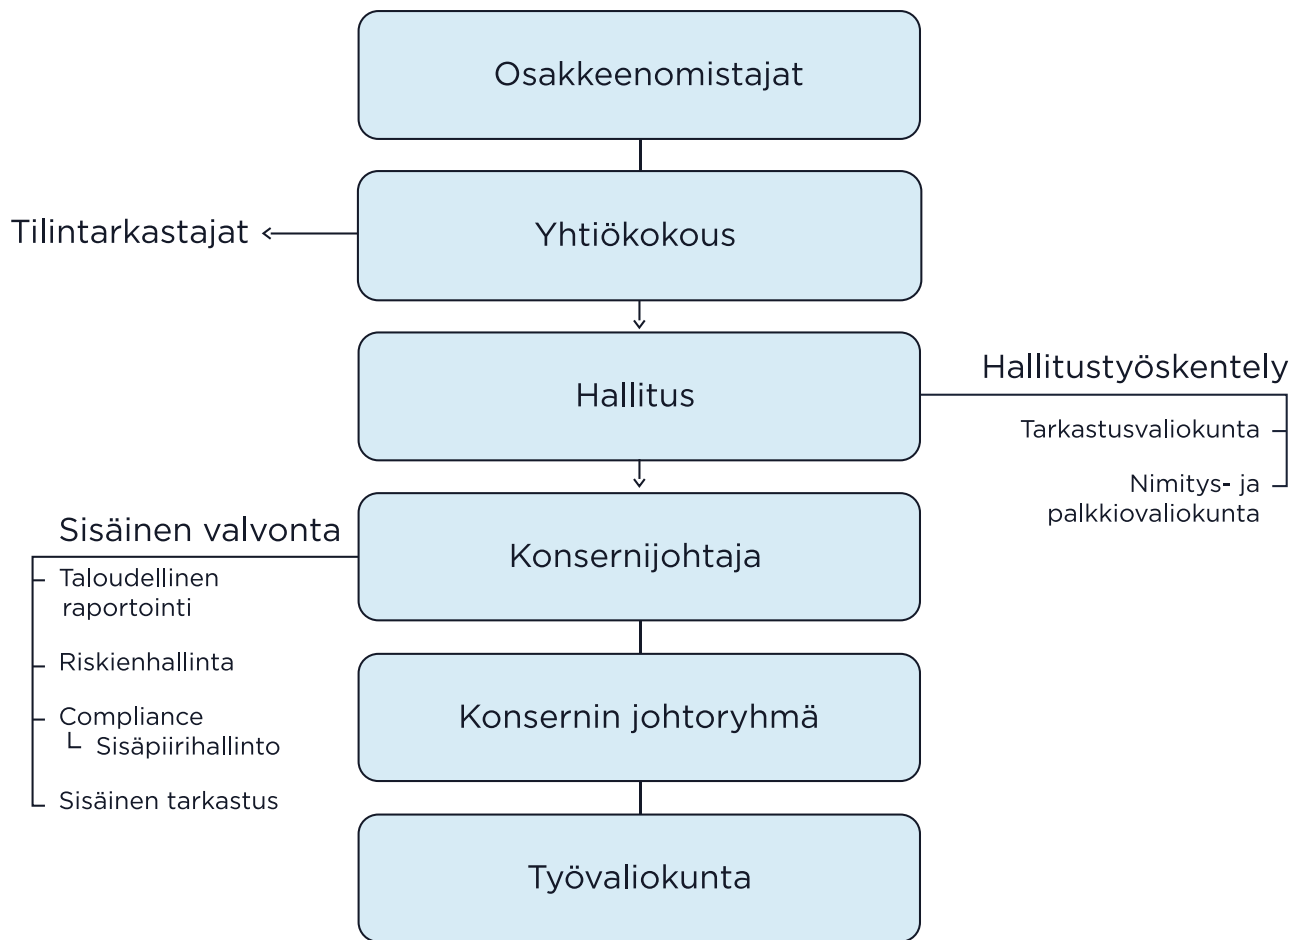 Osakkeenomistajat
Yhtiökokous
Tilintarkastajat
Hallitus
Hallitustyöskentely
Tarkastusvaliokunta
Nimitys- ja
palkkiovaliokunta
Konsernijohtaja
Sisäinen valvonta
Taloudellinen
raportointi
Riskienhallinta
Compliance
Sisäpiirihallinto
Sisäinen tarkastus
Konsernin johtoryhmä
Työvaliokunta